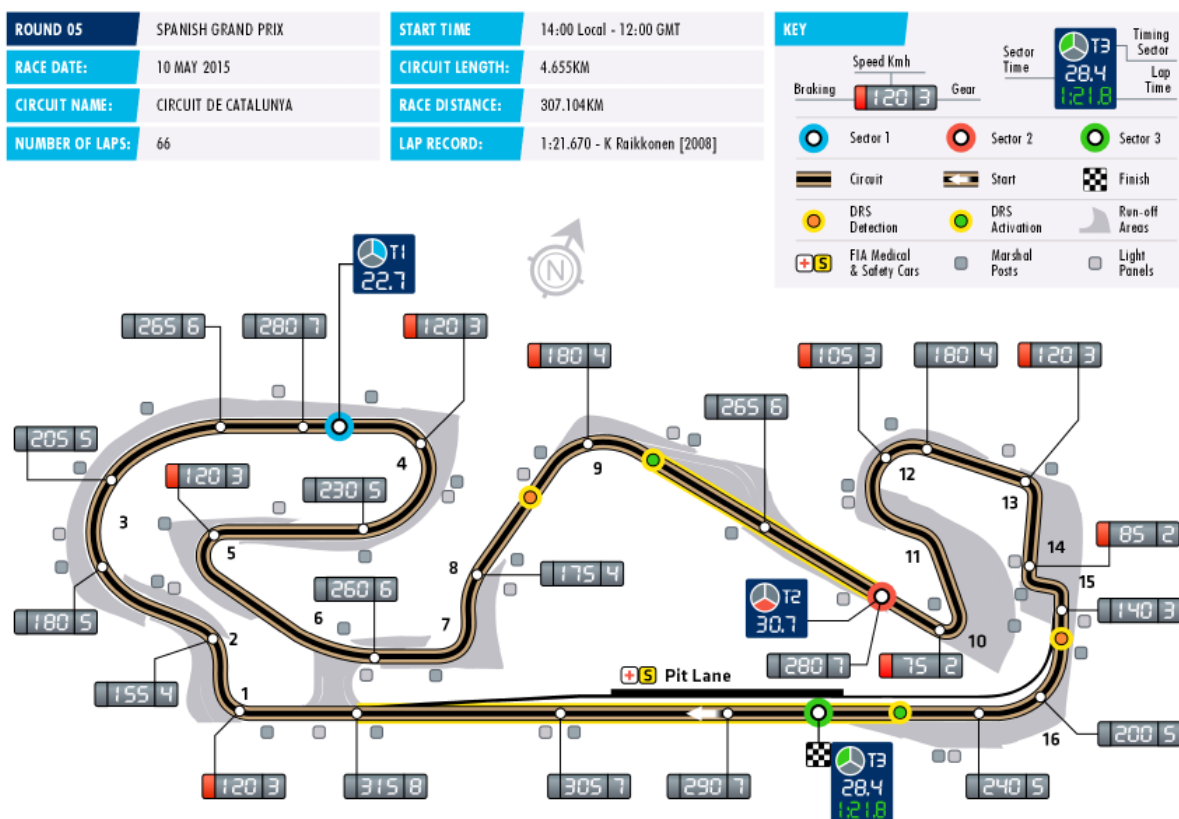 ROUND 05 SPANISH GRAND PRIX
RACE DATE: 10 MAY 2015
CIRCUIT NAME: CIRCUIT DE CATALUNYA
NUMBER OF LAPS: 66
START TIME 14:00 Local - 12:00 GMT
CIRCUIT LENGTH: 4.655KM
RACE DISTANCE: 307.104KM
LAP RECORD: 1:21.670 - K Raikkonen [2008]
KEY
Speed Kmh
Braking 120 3 Gear
Sector Time
T3
28.4
1:21.8
Timing Sector
Lap Time
Sector 1
Sector 2
Sector 3
Circuit
Start
Finish
DRS Detection
DRS Activation
Run-off Areas
S
FIA Medical & Safety Cars
Marshal Posts
Light Panels
N
T1
22.7
265 6
280 7
120 3
180 4
105 3
180 4
120 3
265 6
205 5
120 3
230 5
4
9
12
13
3
5
85 2
11
14
8
175 4
15
260 6
T2
30.7
140 3
180 5
6
7
2
10
280 7
75 2
S Pit Lane
155 4
1
200 5
16
120 3
315 8
305 7
290 7
T3
28.4
1:21.8
240 5